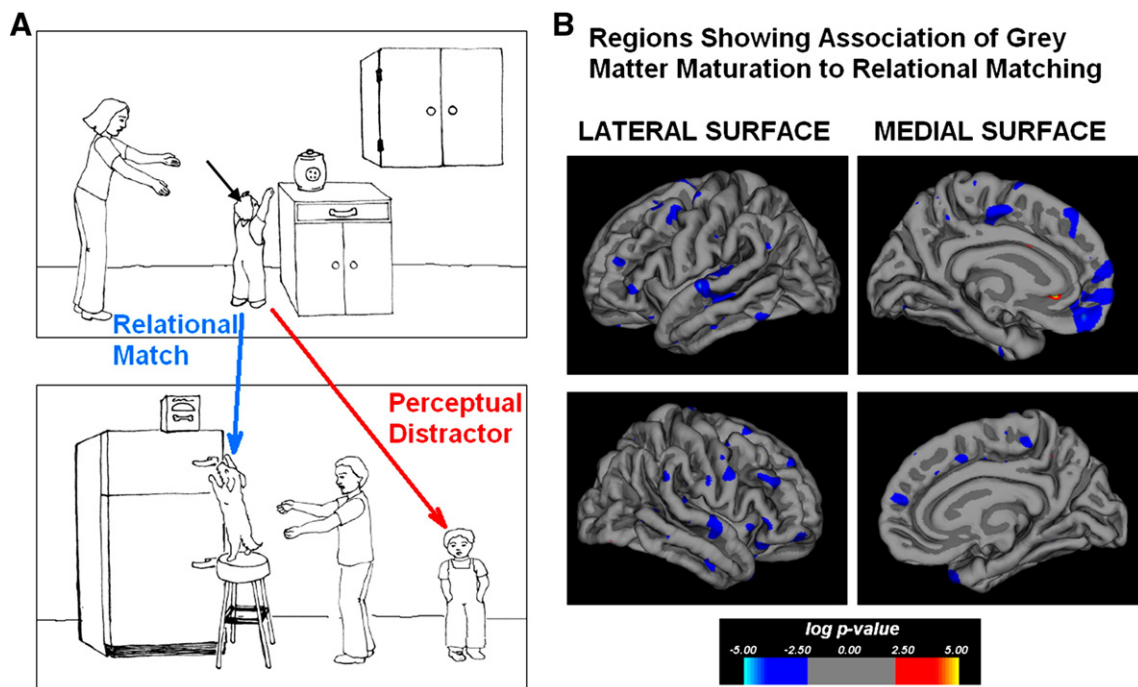 A
Relational
Match
Perceptual
Distractor
B
Regions Showing Association of Grey
Matter Maturation to Relational Matching
LATERAL SURFACE MEDIAL SURFACE
log p-value
-5.00 -2.50 0.00 2.50 5.00